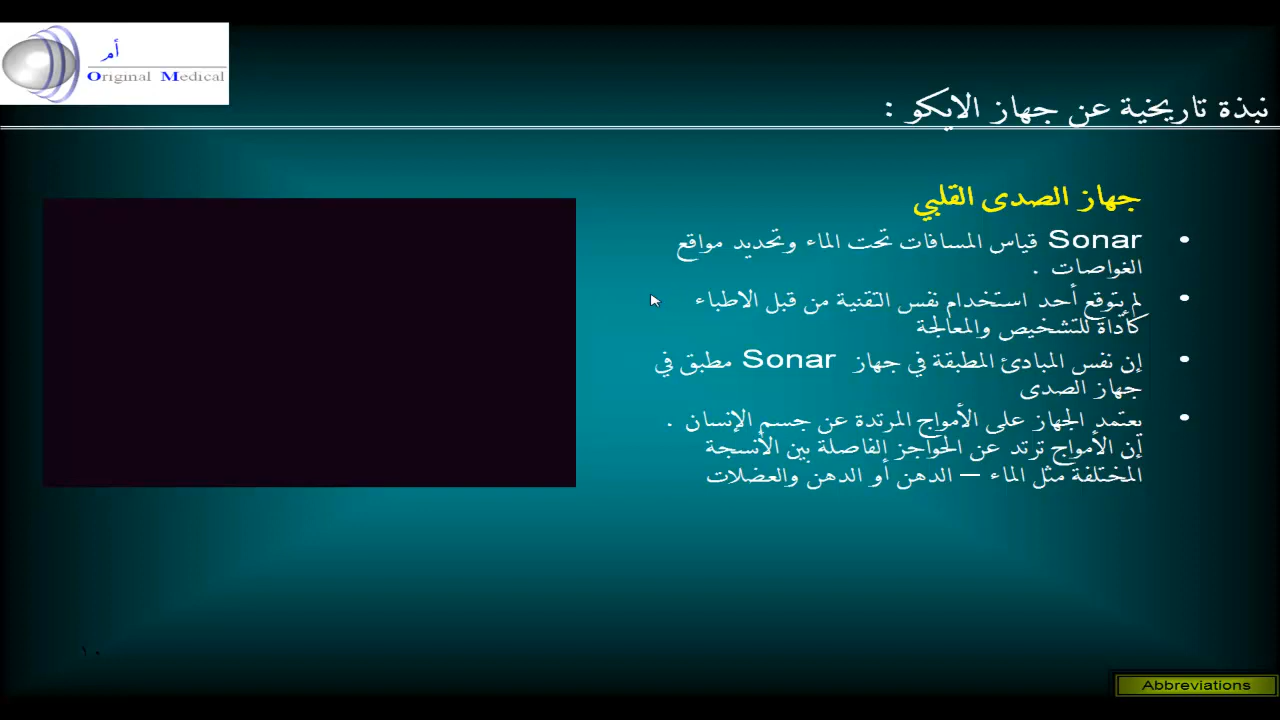 أم
Original Medical
نبذة تاريخية عن جهاز الايكو :
جهاز الصدى القلبي
• Sonar قياس المسافات تحت الماء وتحديد مواقع
الغواصات .
• لم يتوقع أحد استخدام نفس التقنية من قبل الاطباء
كأداة للتشخيص والمعالجة
• إن نفس المبادئ المطبقة في جهاز Sonar مطبق في
جهاز الصدى
• يعتمد الجهاز على الأمواج المرتدة عن جسم الإنسان .
إن الأمواج ترتد عن الحواجز الفاصلة بين الأنسجة
المختلفة مثل الماء – الدهن أو الدهن والعضلات
١٠
Abbreviations